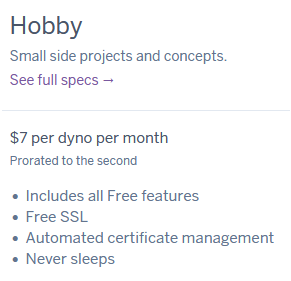 Hobby
Small side projects and concepts.
See full specs →
$7 per dyno per month
Prorated to the second
• Includes all Free features
• Free SSL
• Automated certificate management
• Never sleeps